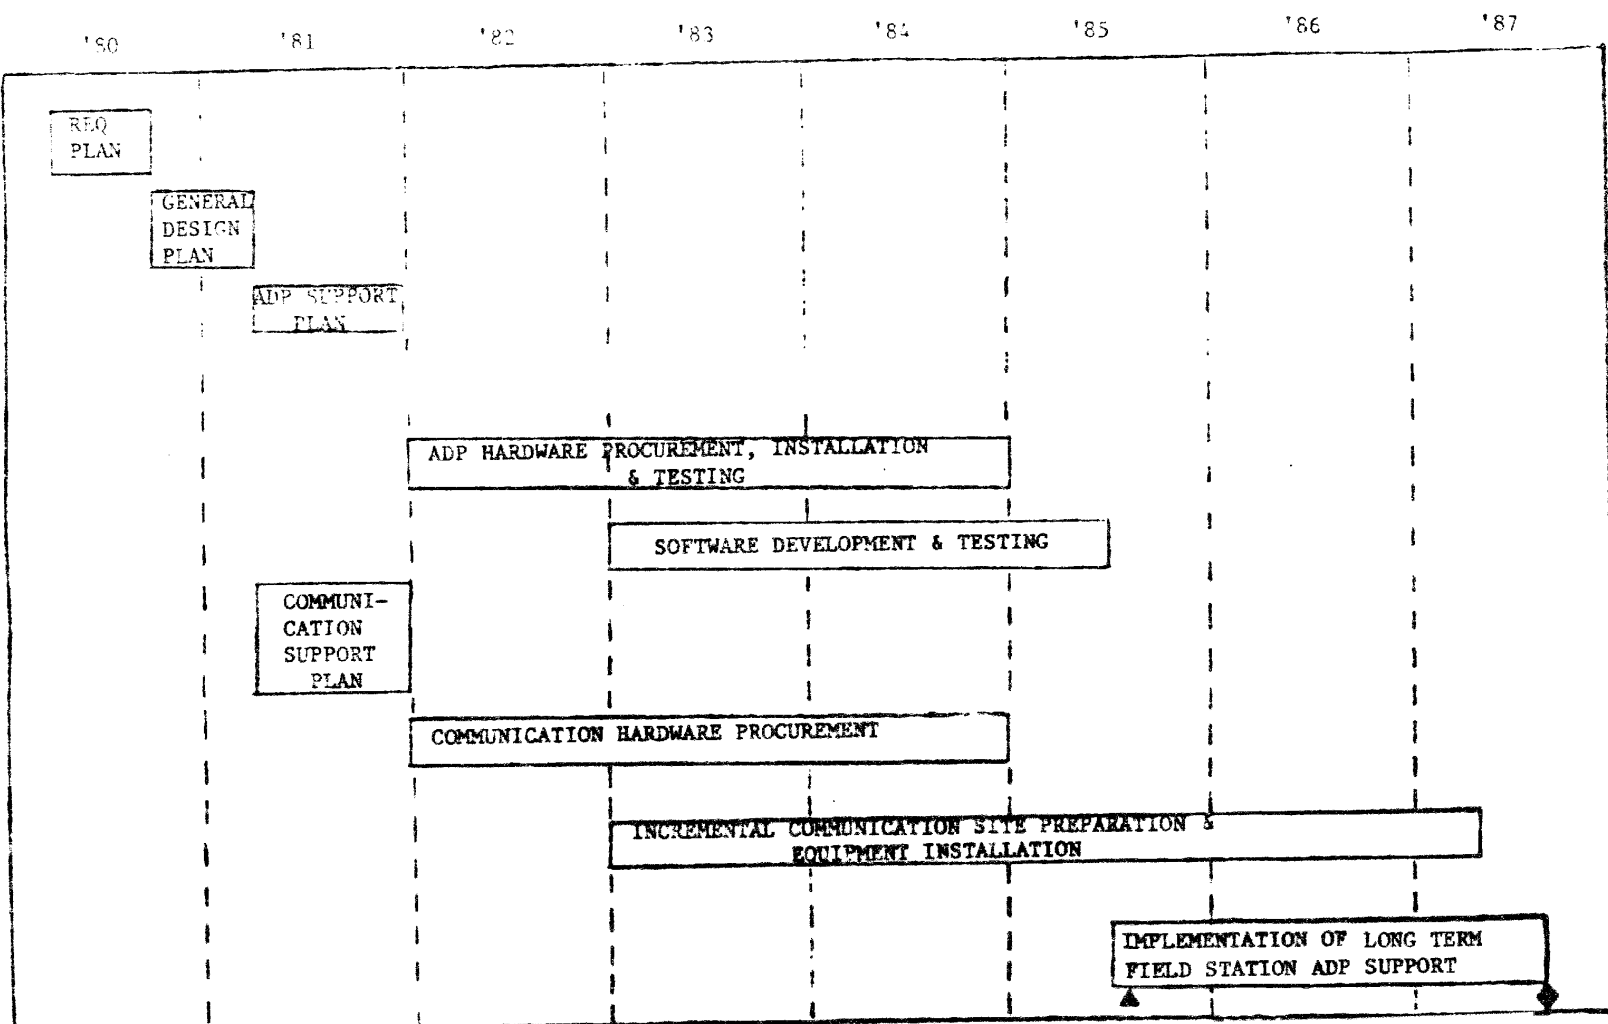 '80 '81 '82 '83 '84 '85 '86 '87
REQ
PLAN
GENERAL
DESIGN
PLAN
ADP SUPPORT
PLAN
ADP HARDWARE PROCUREMENT, INSTALLATION
& TESTING
SOFTWARE DEVELOPMENT & TESTING
COMMUNI-
CATION
SUPPORT
PLAN
COMMUNICATION HARDWARE PROCUREMENT
INCREMENTAL COMMUNICATION SITE PREPARATION &
EQUIPMENT INSTALLATION
IMPLEMENTATION OF LONG TERM
FIELD STATION ADP SUPPORT